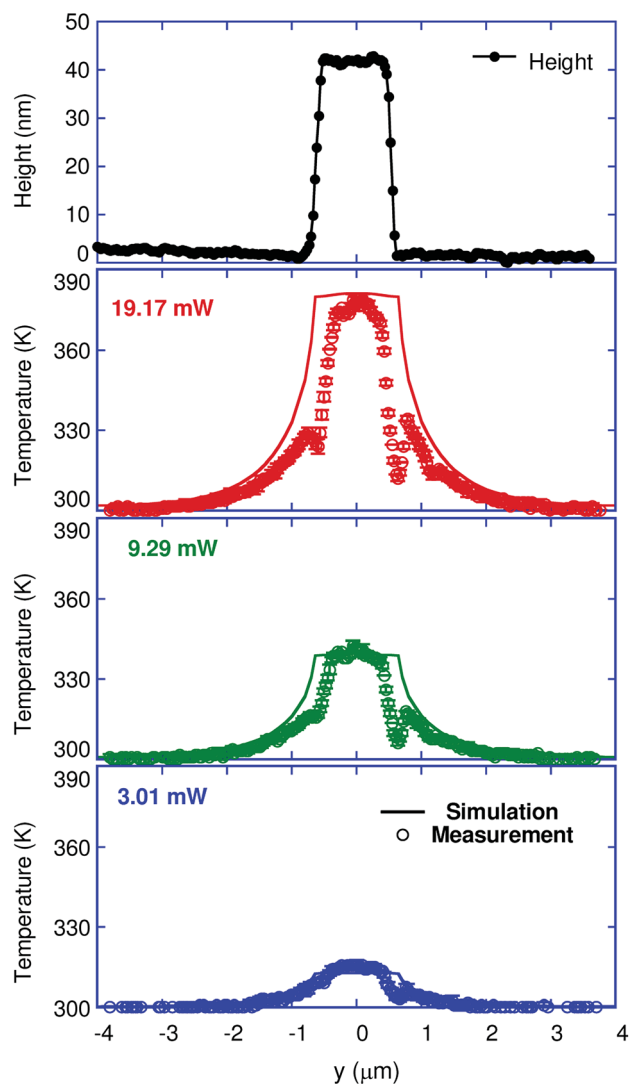 50
40
30
20
10
0
Height (nm)
Height
390
360
330
300
Temperature (K)
19.17 mW
390
360
330
300
Temperature (K)
9.29 mW
390
360
330
300
Temperature (K)
3.01 mW
Simulation
Measurement
-4 -3 -2 -1 0 1 2 3 4
y (μm)